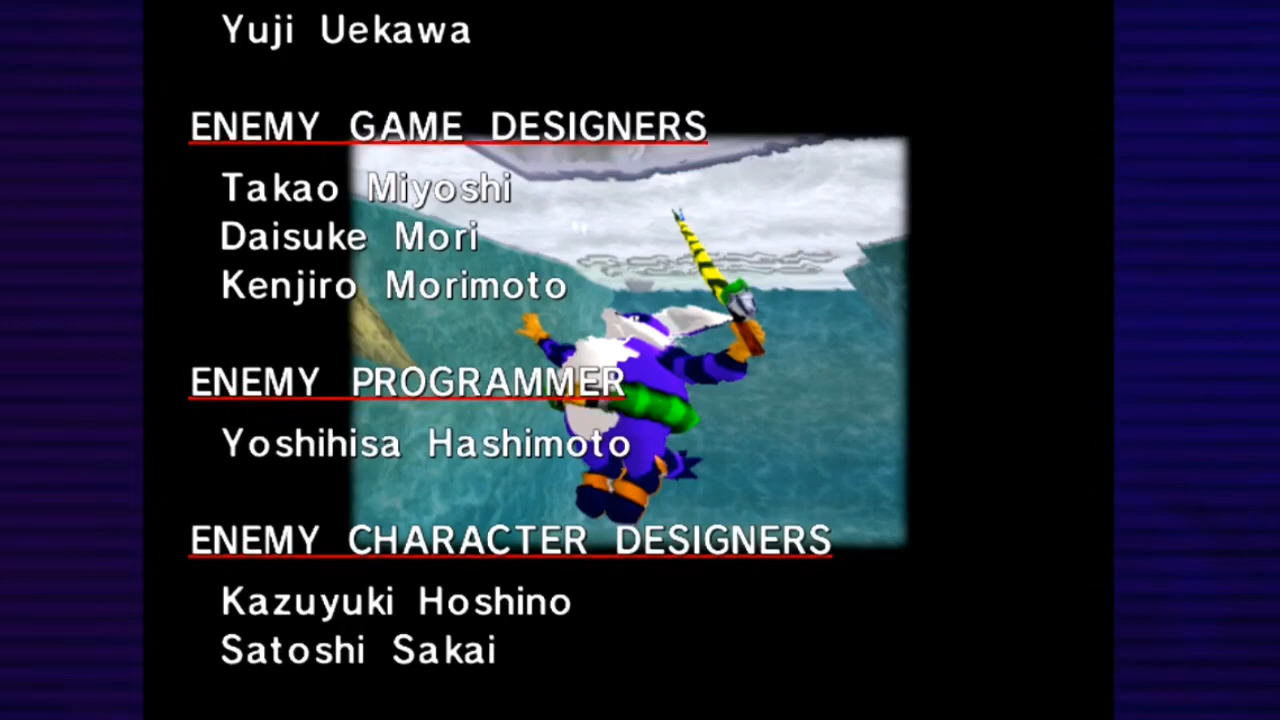 Yuji Uekawa
ENEMY GAME DESIGNERS
Takao Miyoshi
Daisuke Mori
Kenjiro Morimoto
ENEMY PROGRAMMER
Yoshihisa Hashimoto
ENEMY CHARACTER DESIGNERS
Kazuyuki Hoshino
Satoshi Sakai